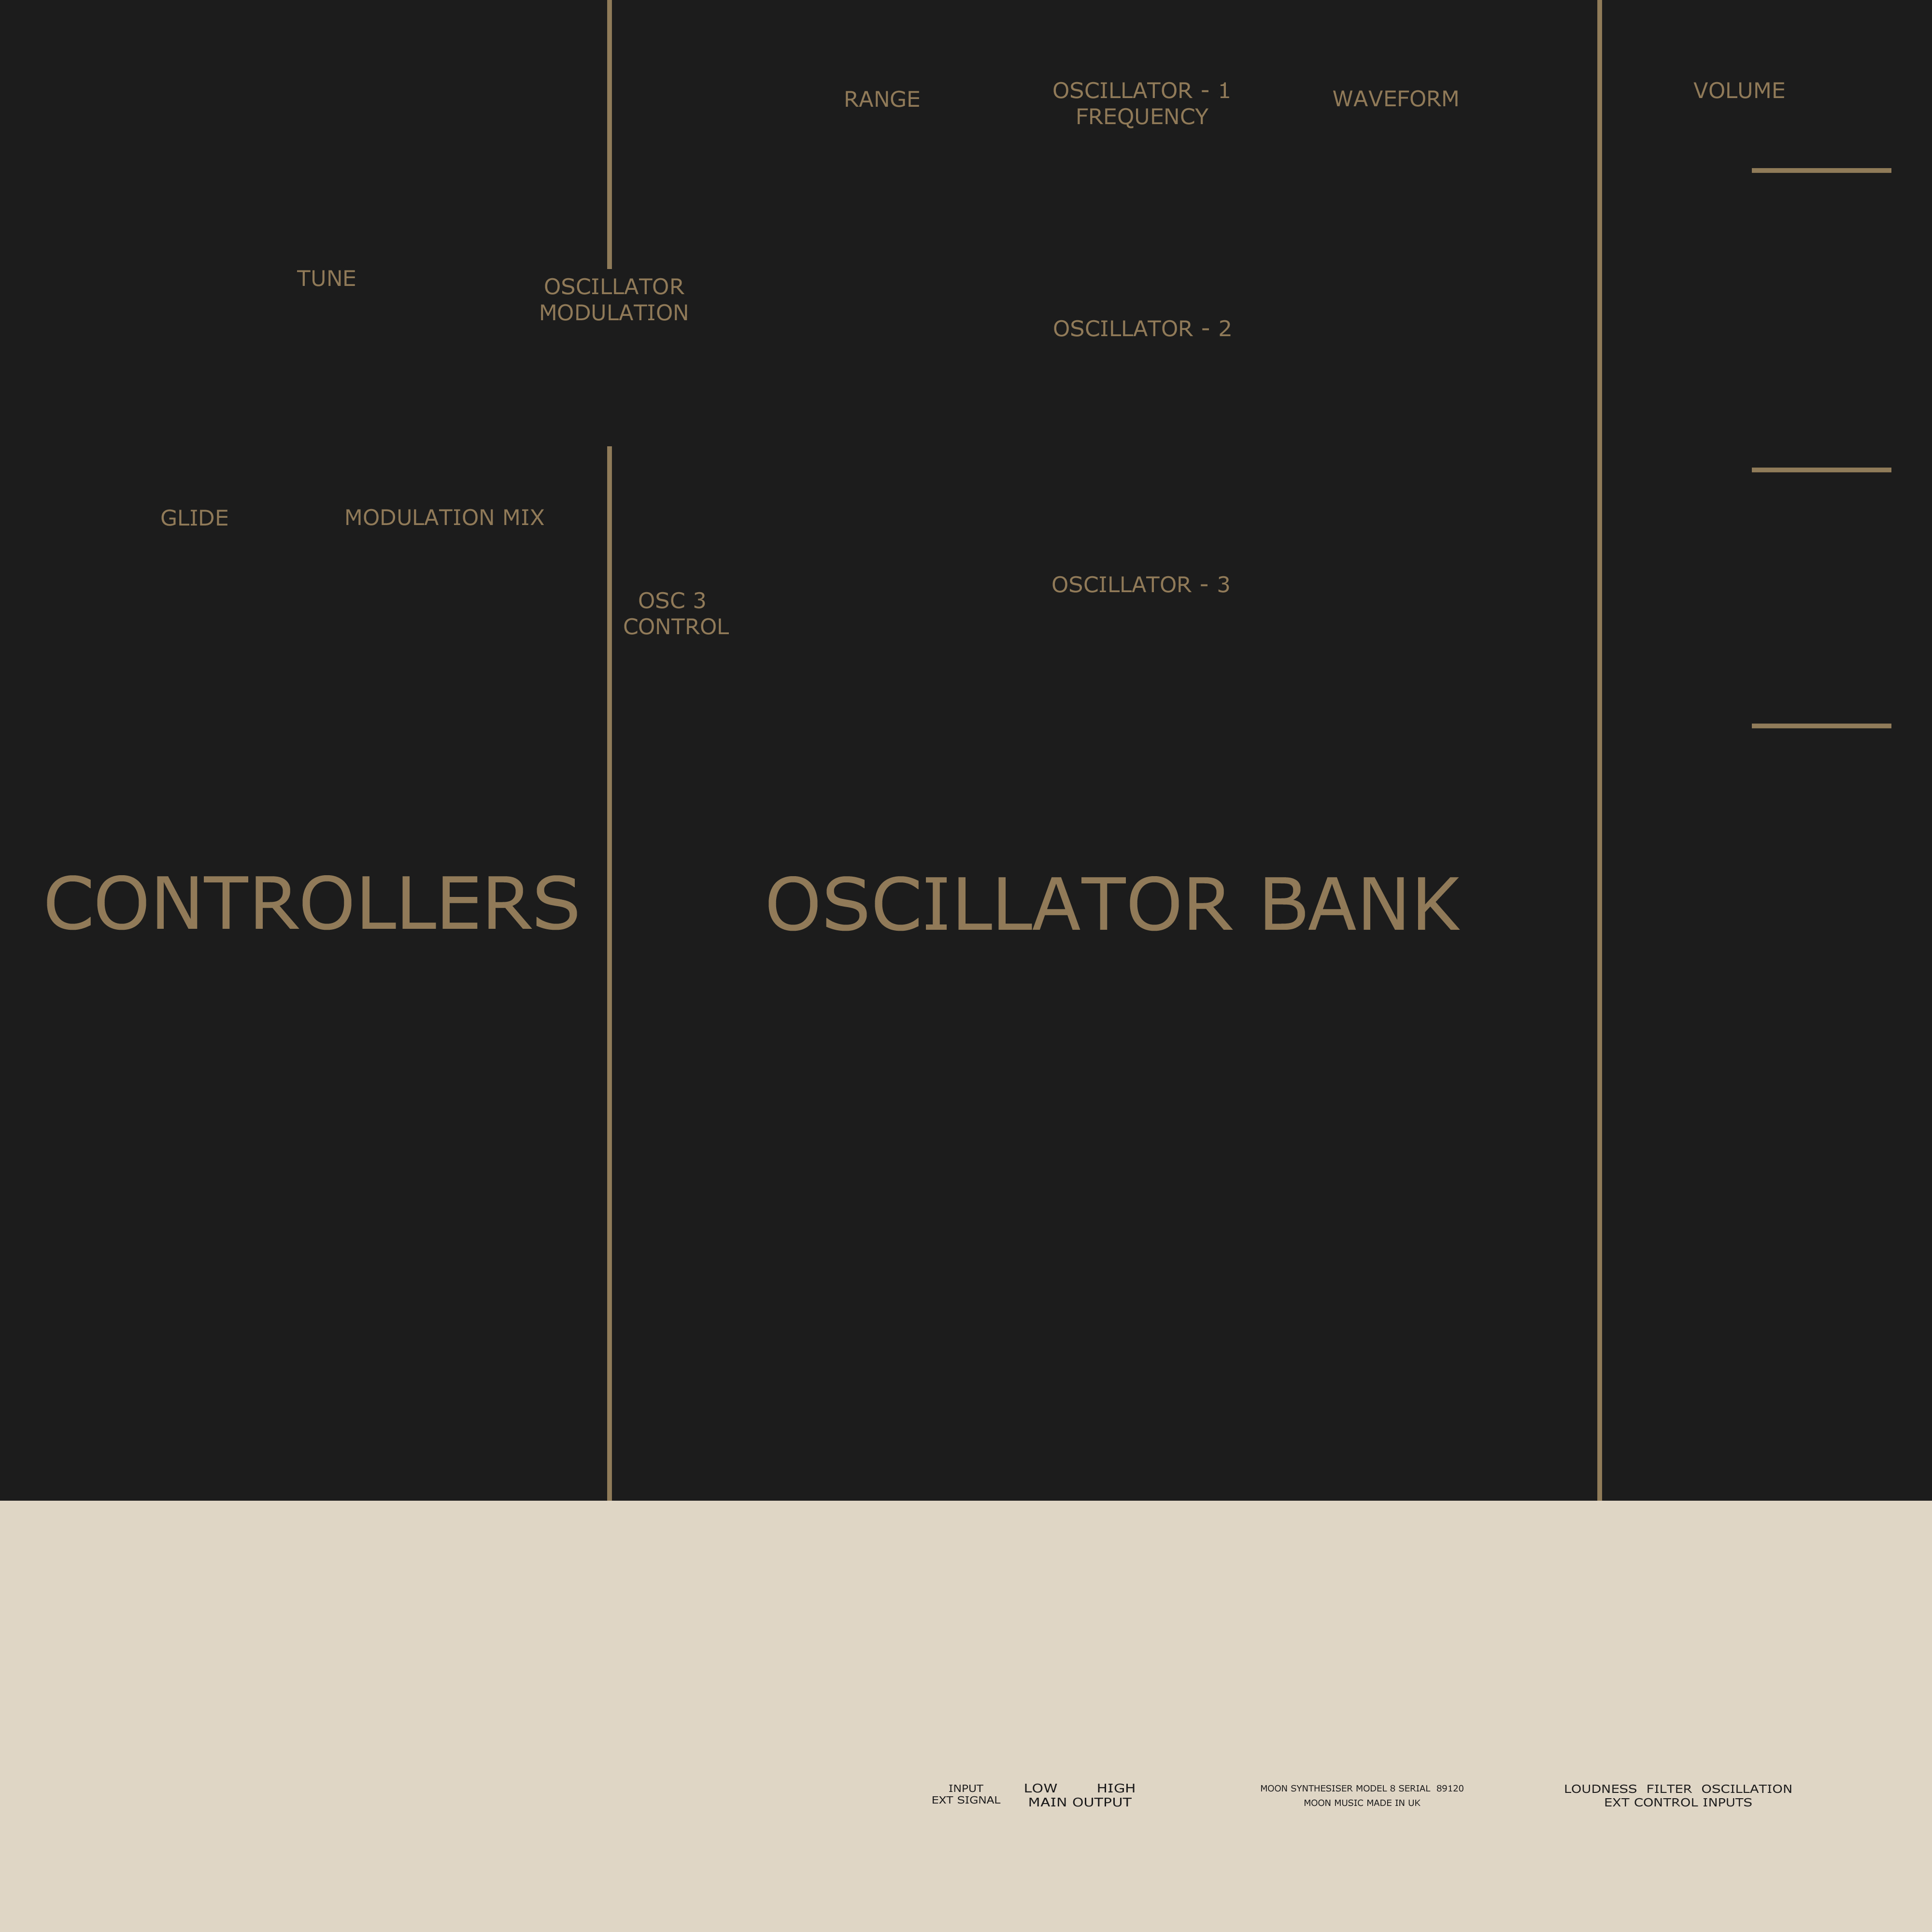 RANGE
OSCILLATOR - 1
FREQUENCY
WAVEFORM
VOLUME
TUNE
OSCILLATOR
MODULATION
OSCILLATOR - 2
GLIDE
MODULATION MIX
OSC 3
CONTROL
OSCILLATOR - 3
CONTROLLERS
OSCILLATOR BANK
INPUT
EXT SIGNAL
LOW HIGH
MAIN OUTPUT
MOON SYNTHESISER MODEL 8 SERIAL 89120
MOON MUSIC MADE IN UK
LOUDNESS FILTER OSCILLATION
EXT CONTROL INPUTS